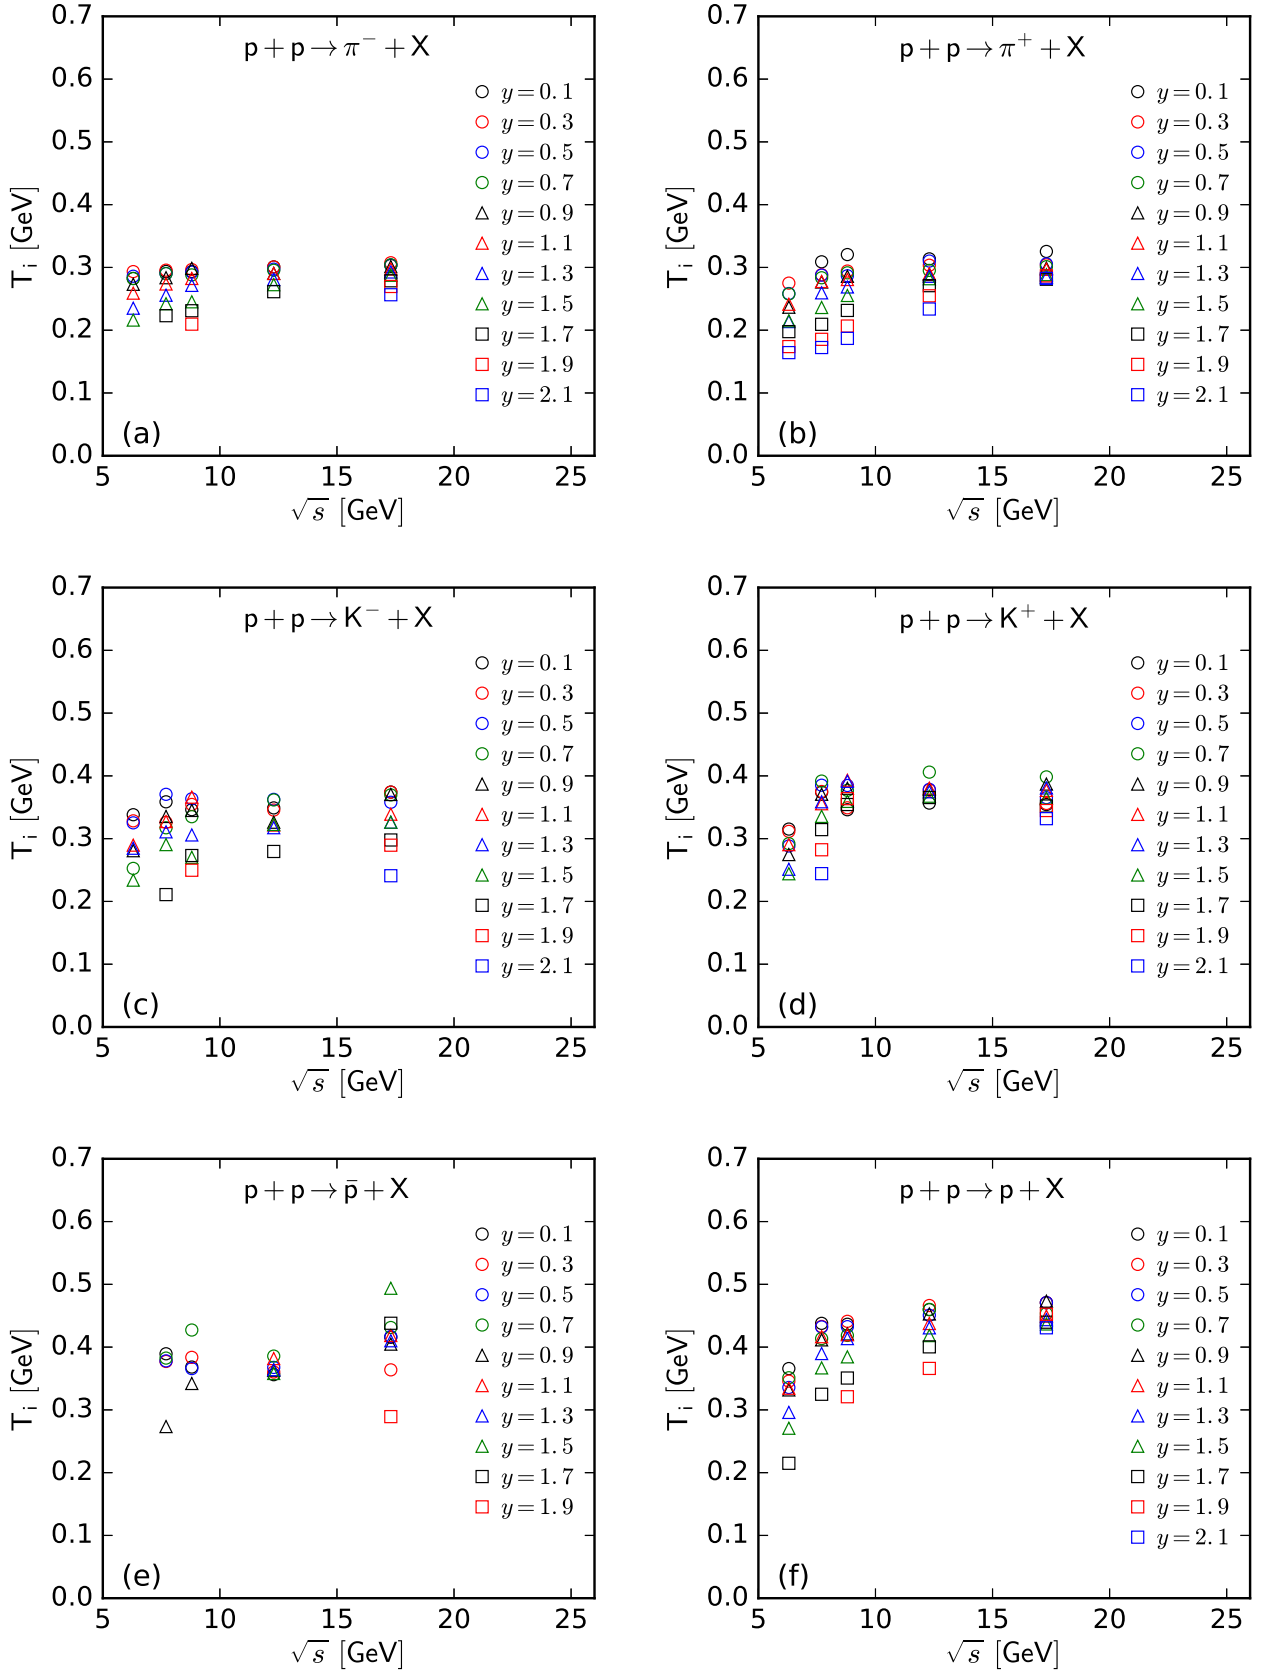 p + p → π⁻ + X
0.7
0.6
0.5
0.4
0.3
0.2
0.1
0.0
T_i [GeV]
y = 0.1
y = 0.3
y = 0.5
y = 0.7
y = 0.9
y = 1.1
y = 1.3
y = 1.5
y = 1.7
y = 1.9
y = 2.1
(a)
5 10 15 20 25
√s [GeV]
p + p → π⁺ + X
0.7
0.6
0.5
0.4
0.3
0.2
0.1
0.0
T_i [GeV]
y = 0.1
y = 0.3
y = 0.5
y = 0.7
y = 0.9
y = 1.1
y = 1.3
y = 1.5
y = 1.7
y = 1.9
y = 2.1
(b)
5 10 15 20 25
√s [GeV]
p + p → K⁻ + X
0.7
0.6
0.5
0.4
0.3
0.2
0.1
0.0
T_i [GeV]
y = 0.1
y = 0.3
y = 0.5
y = 0.7
y = 0.9
y = 1.1
y = 1.3
y = 1.5
y = 1.7
y = 1.9
y = 2.1
(c)
5 10 15 20 25
√s [GeV]
p + p → K⁺ + X
0.7
0.6
0.5
0.4
0.3
0.2
0.1
0.0
T_i [GeV]
y = 0.1
y = 0.3
y = 0.5
y = 0.7
y = 0.9
y = 1.1
y = 1.3
y = 1.5
y = 1.7
y = 1.9
y = 2.1
(d)
5 10 15 20 25
√s [GeV]
p + p → p̄ + X
0.7
0.6
0.5
0.4
0.3
0.2
0.1
0.0
T_i [GeV]
y = 0.1
y = 0.3
y = 0.5
y = 0.7
y = 0.9
y = 1.1
y = 1.3
y = 1.5
y = 1.7
y = 1.9
(e)
5 10 15 20 25
√s [GeV]
p + p → p + X
0.7
0.6
0.5
0.4
0.3
0.2
0.1
0.0
T_i [GeV]
y = 0.1
y = 0.3
y = 0.5
y = 0.7
y = 0.9
y = 1.1
y = 1.3
y = 1.5
y = 1.7
y = 1.9
y = 2.1
(f)
5 10 15 20 25
√s [GeV]